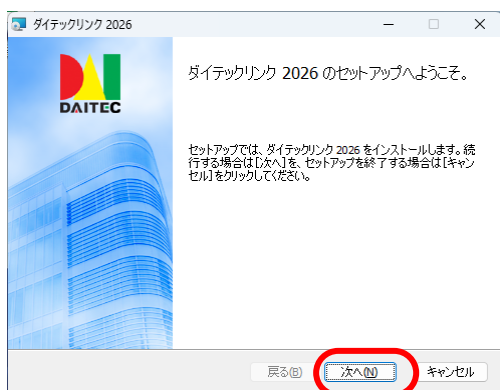 ダイテックリンク 2026
DAITEC
ダイテックリンク 2026 のセットアップへようこそ。
セットアップでは、ダイテックリンク 2026 をインストールします。続
行する場合は[次へ]を、セットアップを終了する場合は[キャン
セル]をクリックしてください。
戻る(B)
次へ(N)
キャンセル